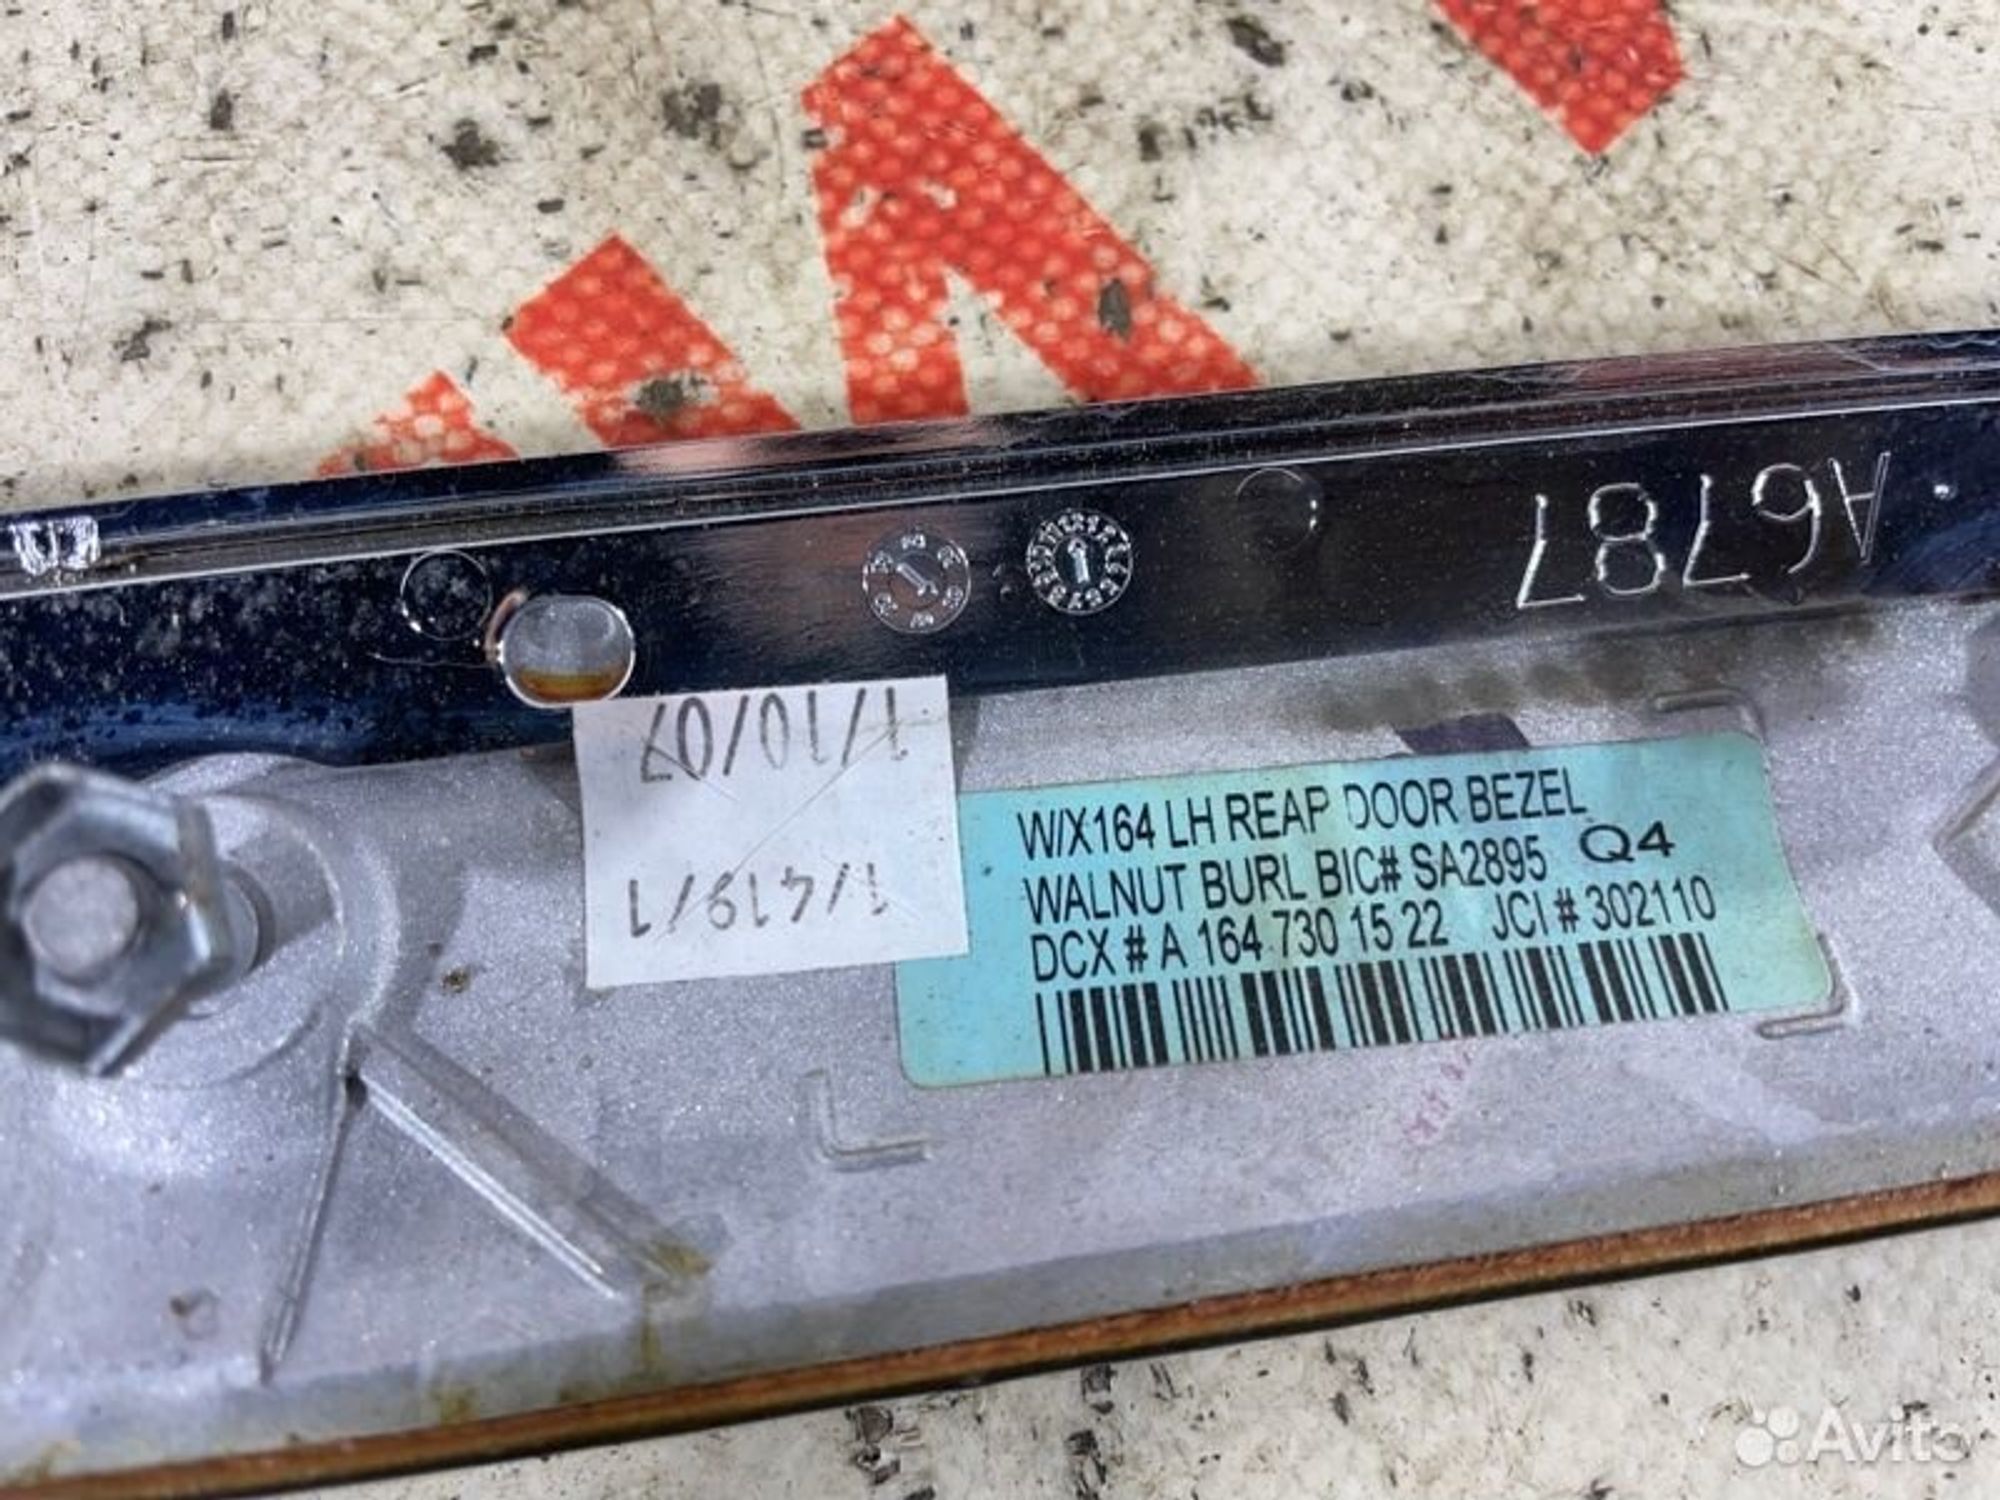 A6787
1/10/07
1/419/1
W/X164 LH REAP DOOR BEZEL
WALNUT BURL BIC# SA2895 Q4
DCX # A 164 730 15 22 JCI # 302110
Avito